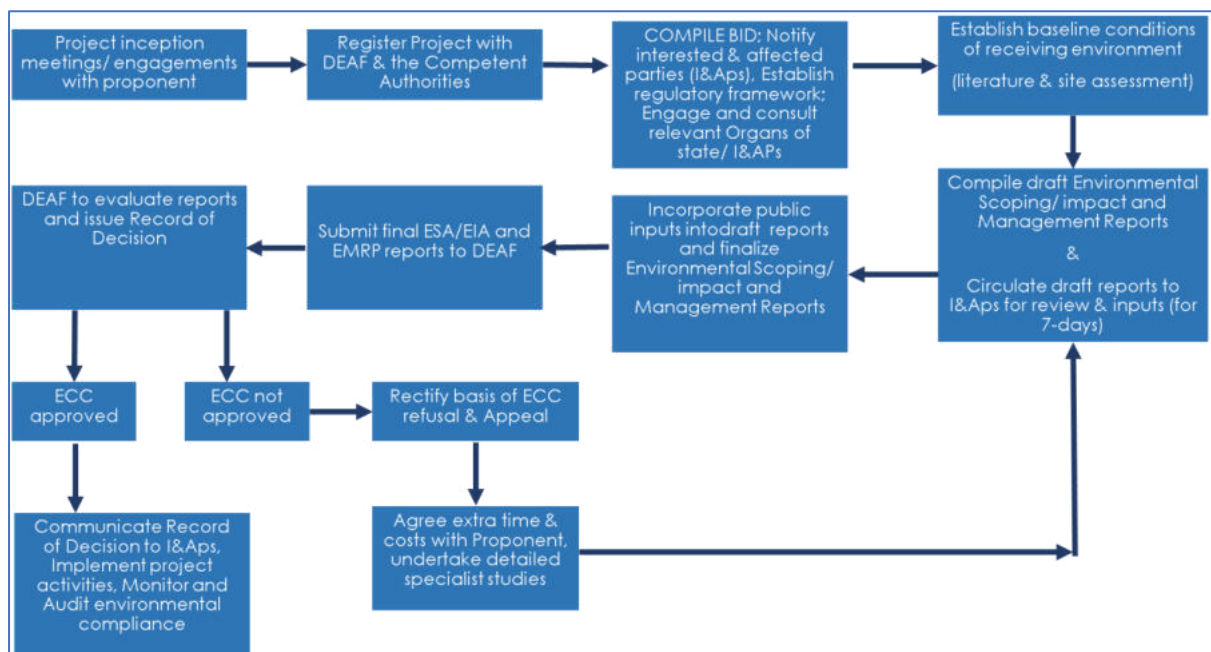 Project inception
meetings/ engagements
with proponent
Register Project with
DEAF & the Competent
Authorities
COMPILE BID; Notify
interested & affected
parties (I&Aps), Establish
regulatory framework;
Engage and consult
relevant Organs of
state/ I&APs
Establish baseline conditions
of receiving environment
(literature & site assessment)
Compile draft Environmental
Scoping/ impact and
Management Reports
&
Circulate draft reports to
I&Aps for review & inputs (for
7-days)
Incorporate public
inputs intodraft reports
and finalize
Environmental Scoping/
impact and
Management Reports
Submit final ESA/EIA and
EMRP reports to DEAF
DEAF to evaluate reports
and issue Record of
Decision
ECC
approved
ECC not
approved
Rectify basis of ECC
refusal & Appeal
Communicate Record
of Decision to I&Aps,
Implement project
activities, Monitor and
Audit environmental
compliance
Agree extra time &
costs with Proponent,
undertake detailed
specialist studies